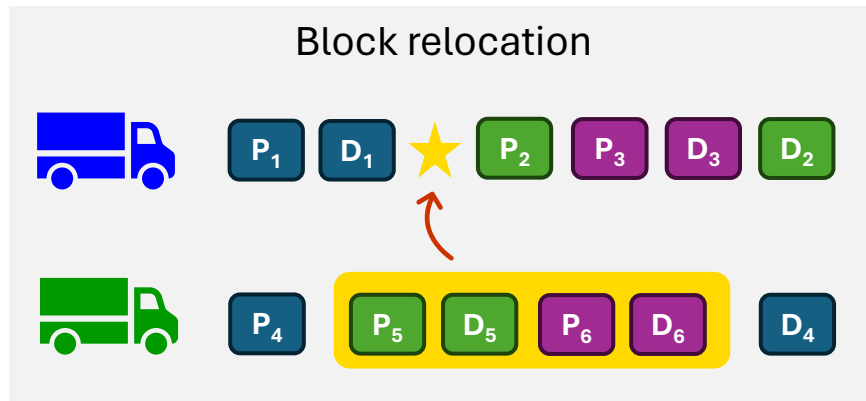 Block relocation
P₁ D₁ P₂ P₃ D₃ D₂
P₄ P₅ D₅ P₆ D₆ D₄